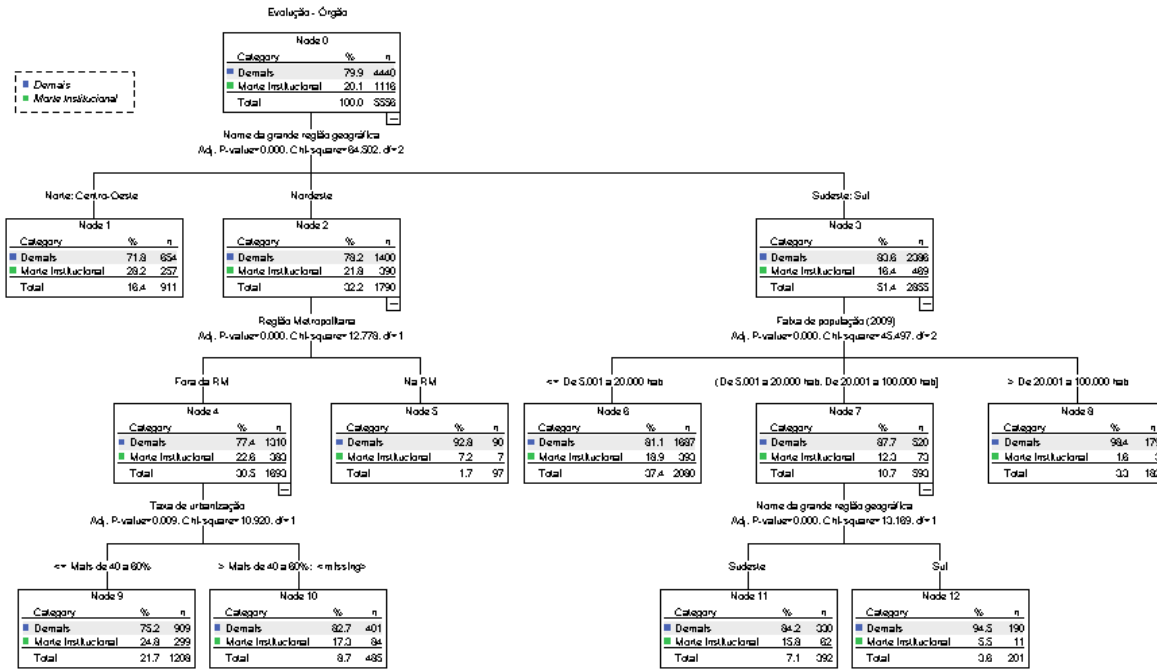 Evolução - Órgão
Node 0
Category % n
Demais 79.9 4440
Morte Institucional 20.1 1116
Total 100.0 5556
Demais
Morte Institucional
Nome da grande região geográfica
Adj. P-value=0.000. Chi-square=64.502. df=2
Norte; Centro-Oeste
Nordeste
Sudeste; Sul
Node 1
Category % n
Demais 71.8 654
Morte Institucional 28.2 257
Total 16.4 911
Node 2
Category % n
Demais 78.2 1400
Morte Institucional 21.8 390
Total 32.2 1790
Node 3
Category % n
Demais 83.6 2386
Morte Institucional 16.4 469
Total 51.4 2855
Região Metropolitana
Adj. P-value=0.000. Chi-square=12.778. df=1
Faixa de população (2009)
Adj. P-value=0.000. Chi-square=45.497. df=2
Fora da RM
Na RM
<= De 5.001 a 20.000 hab
(De 5.001 a 20.000 hab. De 20.001 a 100.000 hab]
> De 20.001 a 100.000 hab
Node 4
Category % n
Demais 77.4 1310
Morte Institucional 22.6 383
Total 30.5 1693
Node 5
Category % n
Demais 92.8 90
Morte Institucional 7.2 7
Total 1.7 97
Node 6
Category % n
Demais 81.1 1687
Morte Institucional 18.9 393
Total 37.4 2080
Node 7
Category % n
Demais 87.7 520
Morte Institucional 12.3 73
Total 10.7 593
Node 8
Category % n
Demais 98.4 179
Morte Institucional 1.6 3
Total 3.3 182
Taxa de urbanização
Adj. P-value=0.009. Chi-square=10.920. df=1
Nome da grande região geográfica
Adj. P-value=0.000. Chi-square=13.169. df=1
<= Mais de 40 a 60%
> Mais de 40 a 60%; <missing>
Sudeste
Sul
Node 9
Category % n
Demais 75.2 909
Morte Institucional 24.8 299
Total 21.7 1208
Node 10
Category % n
Demais 82.7 401
Morte Institucional 17.3 84
Total 8.7 485
Node 11
Category % n
Demais 84.2 330
Morte Institucional 15.8 62
Total 7.1 392
Node 12
Category % n
Demais 94.5 190
Morte Institucional 5.5 11
Total 3.6 201